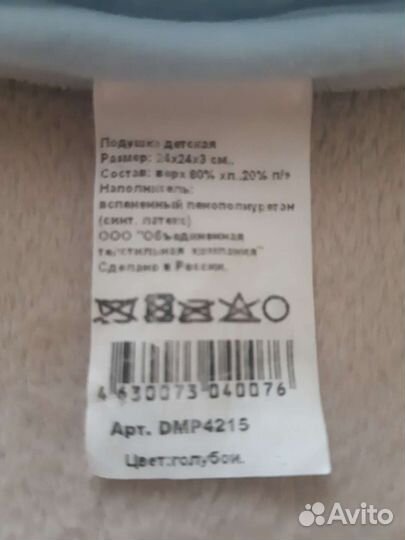 Подушка детская
Размер: 24х24х3 см..
Состав: верх 80% хл..20% п/э
Наполнитель:
вспененный пенополиуретан
(синт. латекс)
ООО "Объединенная
текстильная компания"
Сделано в России.
4 630073 040076
Арт. DMP4215
Цвет:голубой.
Avito